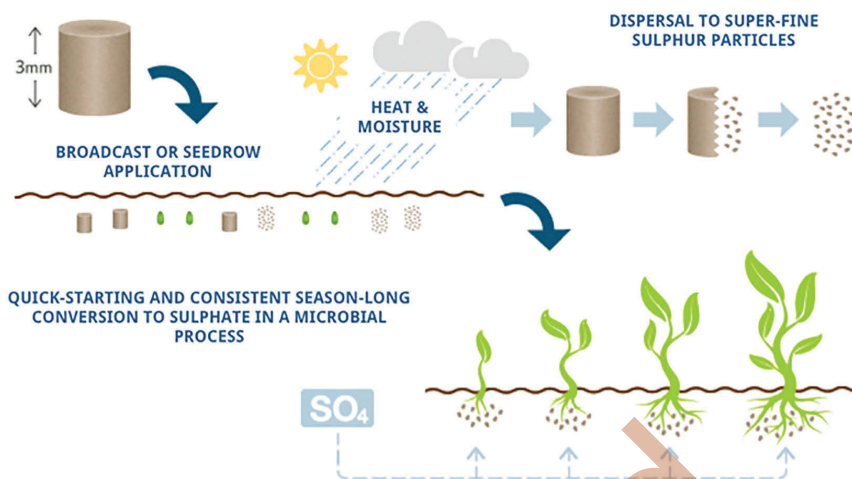 3mm
BROADCAST OR SEEDROW
APPLICATION
HEAT &
MOISTURE
DISPERSAL TO SUPER-FINE
SULPHUR PARTICLES
QUICK-STARTING AND CONSISTENT SEASON-LONG
CONVERSION TO SULPHATE IN A MICROBIAL
PROCESS
SO₄